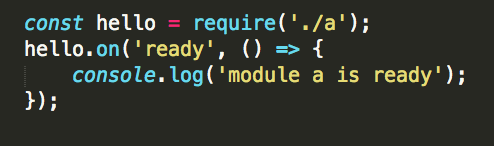 const hello = require('./a');
hello.on('ready', () => {
    console.log('module a is ready');
});